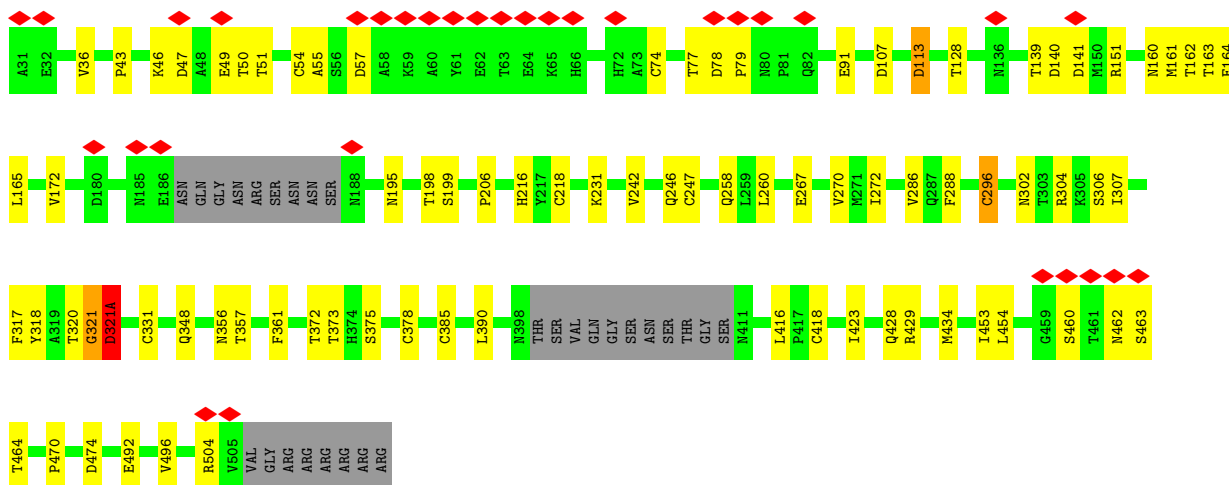 A31 E32 V36 P43 K46 D47 A48 E49 T50 T51 C54 A55 S56 D57 A58 K59 A60 Y61 E62 T63 E64 K65 H66 H72 A73 C74 T77 D78 P79 N80 P81 Q82 E91 D107 D113 T128 N136 T139 D140 D141 M150 R151 N160 M161 T162 T163 E164
L165 V172 D180 N185 E186 ASN GLN GLY ASN ARG SER ASN ASN SER N188 N195 T198 S199 P206 H216 Y217 C218 K231 V242 Q246 C247 Q258 L259 L260 E267 V270 M271 I272 V286 Q287 F288 C296 N302 T303 R304 K305 S306 I307
F317 Y318 A319 T320 G321 D321A C331 Q348 N356 T357 F361 T372 T373 H374 S375 C378 C385 L390 N398 THR SER VAL GLN GLY SER ASN SER THR GLY SER N411 L416 P417 C418 I423 Q428 R429 M434 I453 L454 G459 S460 T461 N462 S463
T464 P470 D474 E492 V496 R504 V505 VAL GLY ARG ARG ARG ARG ARG ARG